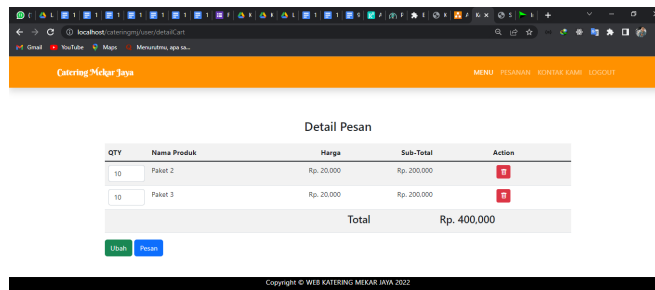 localhost/cateringmj/user/detailCart
Gmail YouTube Maps Menurutmu, apa sa...
Catering Mekar Jaya MENU PESANAN KONTAK KAMI LOGOUT
Detail Pesan
QTY Nama Produk Harga Sub-Total Action
10 Paket 2 Rp. 20.000 Rp. 200,000
10 Paket 3 Rp. 20.000 Rp. 200,000
Total Rp. 400,000
Ubah Pesan
Copyright © WEB KATERING MEKAR JAYA 2022